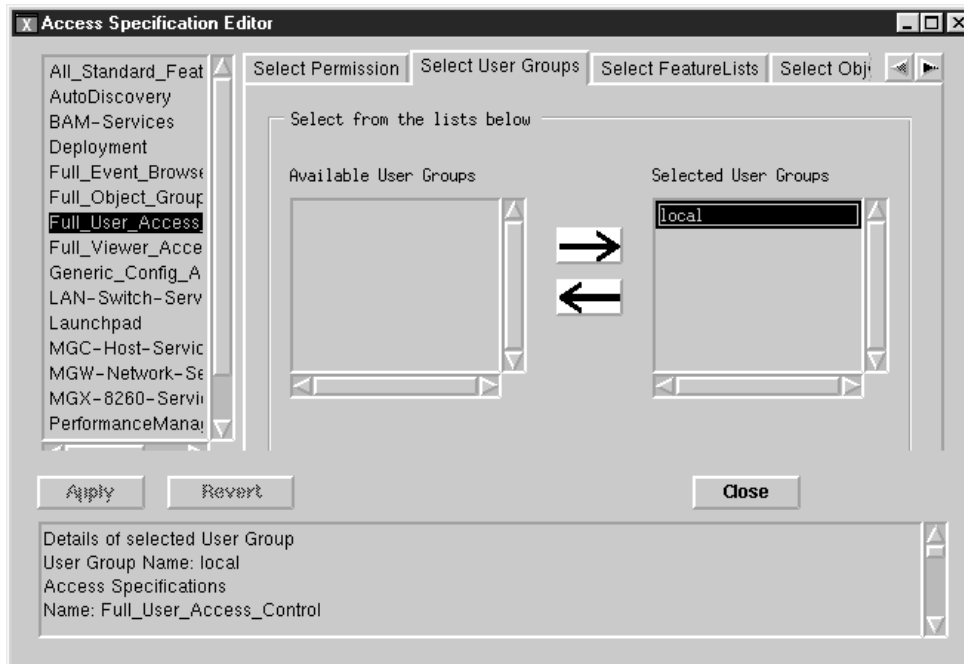 Access Specification Editor
All_Standard_Feat
AutoDiscovery
BAM-Services
Deployment
Full_Event_Browse
Full_Object_Group
Full_User_Access_
Full_Viewer_Acce
Generic_Config_A
LAN-Switch-Serv
Launchpad
MGC-Host-Servic
MGW-Network-Se
MGX-8260-Servi
PerformanceMana
Select Permission
Select User Groups
Select FeatureLists
Select Obj
Select from the lists below
Available User Groups
Selected User Groups
local
Apply
Revert
Close
Details of selected User Group
User Group Name: local
Access Specifications
Name: Full_User_Access_Control